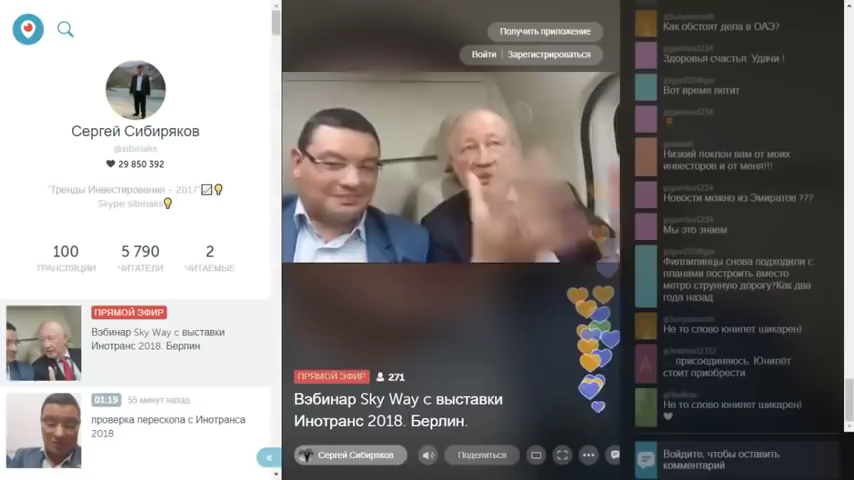 Сергей Сибиряков
@sibiriaks
29 850 392
"Тренды Инвестирования - 2017"
Skype:sibiriaks
100
5 790
2
ТРАНСЛЯЦИИ
ЧИТАТЕЛИ
ЧИТАЕМЫЕ
ПРЯМОЙ ЭФИР
Вэбинар Sky Way с выставки
Инотранс 2018. Берлин.
01:19
55 минут назад
проверка перескопа с Инотранса
2018.
Получить приложение
Войти
Зарегистрироваться
ПРЯМОЙ ЭФИР
271
Вэбинар Sky Way с выставки
Инотранс 2018. Берлин.
Сергей Сибиряков
Поделиться
Как обстоят дела в ОАЭ?
Здоровья счастья. Удачи !
Вот время летит
Низкий поклон вам от моих
инвесторов и от меня!!!
Новости можно из Эмиратов ???
Мы это знаем
Филлипинцы снова подходили с
планами построить вместо
метро струнную дорогу?Как два
года назад
Не то слово юнилет шикарен)
присоединяюсь. Юнилёт
стоит приобрести
Не то слово юнилет шикарен)
Войдите, чтобы оставить
комментарий